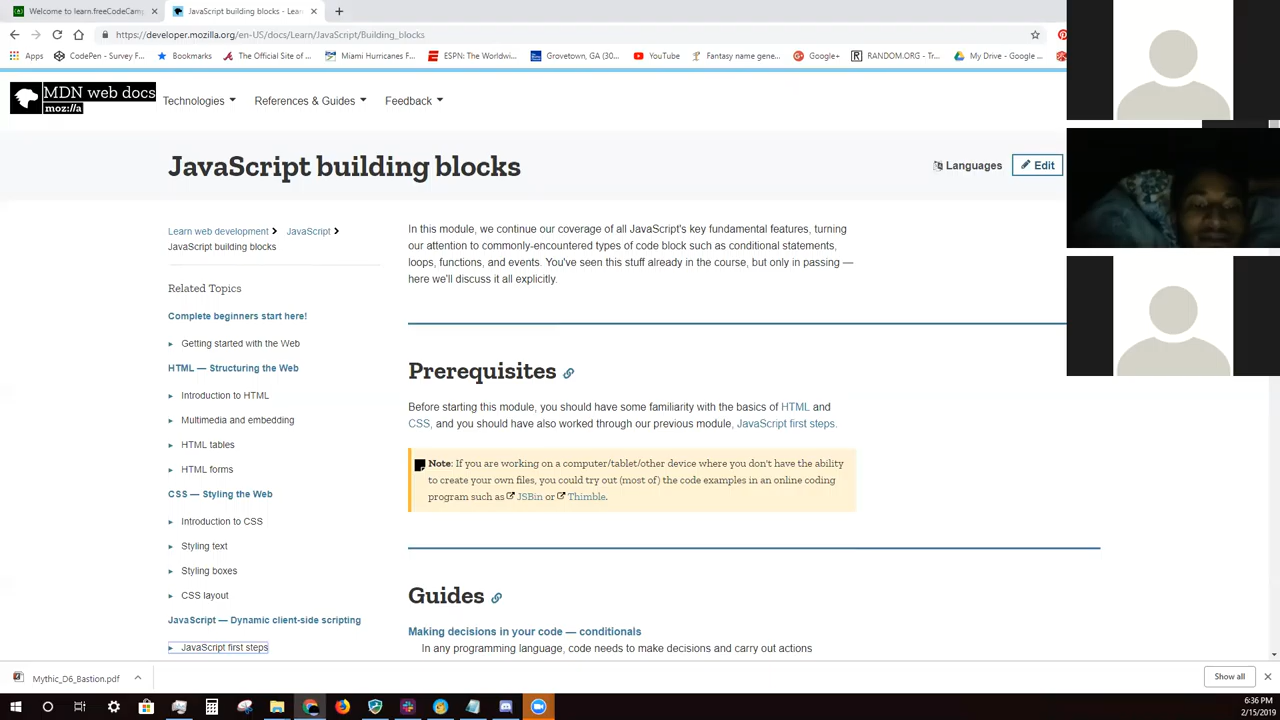 Welcome to learn.freeCodeCamp
JavaScript building blocks - Lear
https://developer.mozilla.org/en-US/docs/Learn/JavaScript/Building_blocks
Apps
CodePen - Survey F...
Bookmarks
The Official Site of ...
Miami Hurricanes F...
ESPN: The Worldwi...
Grovetown, GA (30...
YouTube
Fantasy name gene...
Google+
RANDOM.ORG - Tr...
My Drive - Google ...
MDN web docs
moz://a
Technologies
References & Guides
Feedback
JavaScript building blocks
Languages
Edit
Learn web development
JavaScript
JavaScript building blocks
Related Topics
Complete beginners start here!
Getting started with the Web
HTML — Structuring the Web
Introduction to HTML
Multimedia and embedding
HTML tables
HTML forms
CSS — Styling the Web
Introduction to CSS
Styling text
Styling boxes
CSS layout
JavaScript — Dynamic client-side scripting
JavaScript first steps
In this module, we continue our coverage of all JavaScript's key fundamental features, turning
our attention to commonly-encountered types of code block such as conditional statements,
loops, functions, and events. You've seen this stuff already in the course, but only in passing —
here we'll discuss it all explicitly.
Prerequisites
Before starting this module, you should have some familiarity with the basics of HTML and
CSS, and you should have also worked through our previous module, JavaScript first steps.
Note: If you are working on a computer/tablet/other device where you don't have the ability
to create your own files, you could try out (most of) the code examples in an online coding
program such as JSBin or Thimble.
Guides
Making decisions in your code — conditionals
In any programming language, code needs to make decisions and carry out actions
Mythic_D6_Bastion.pdf
Show all
6:36 PM
2/15/2019